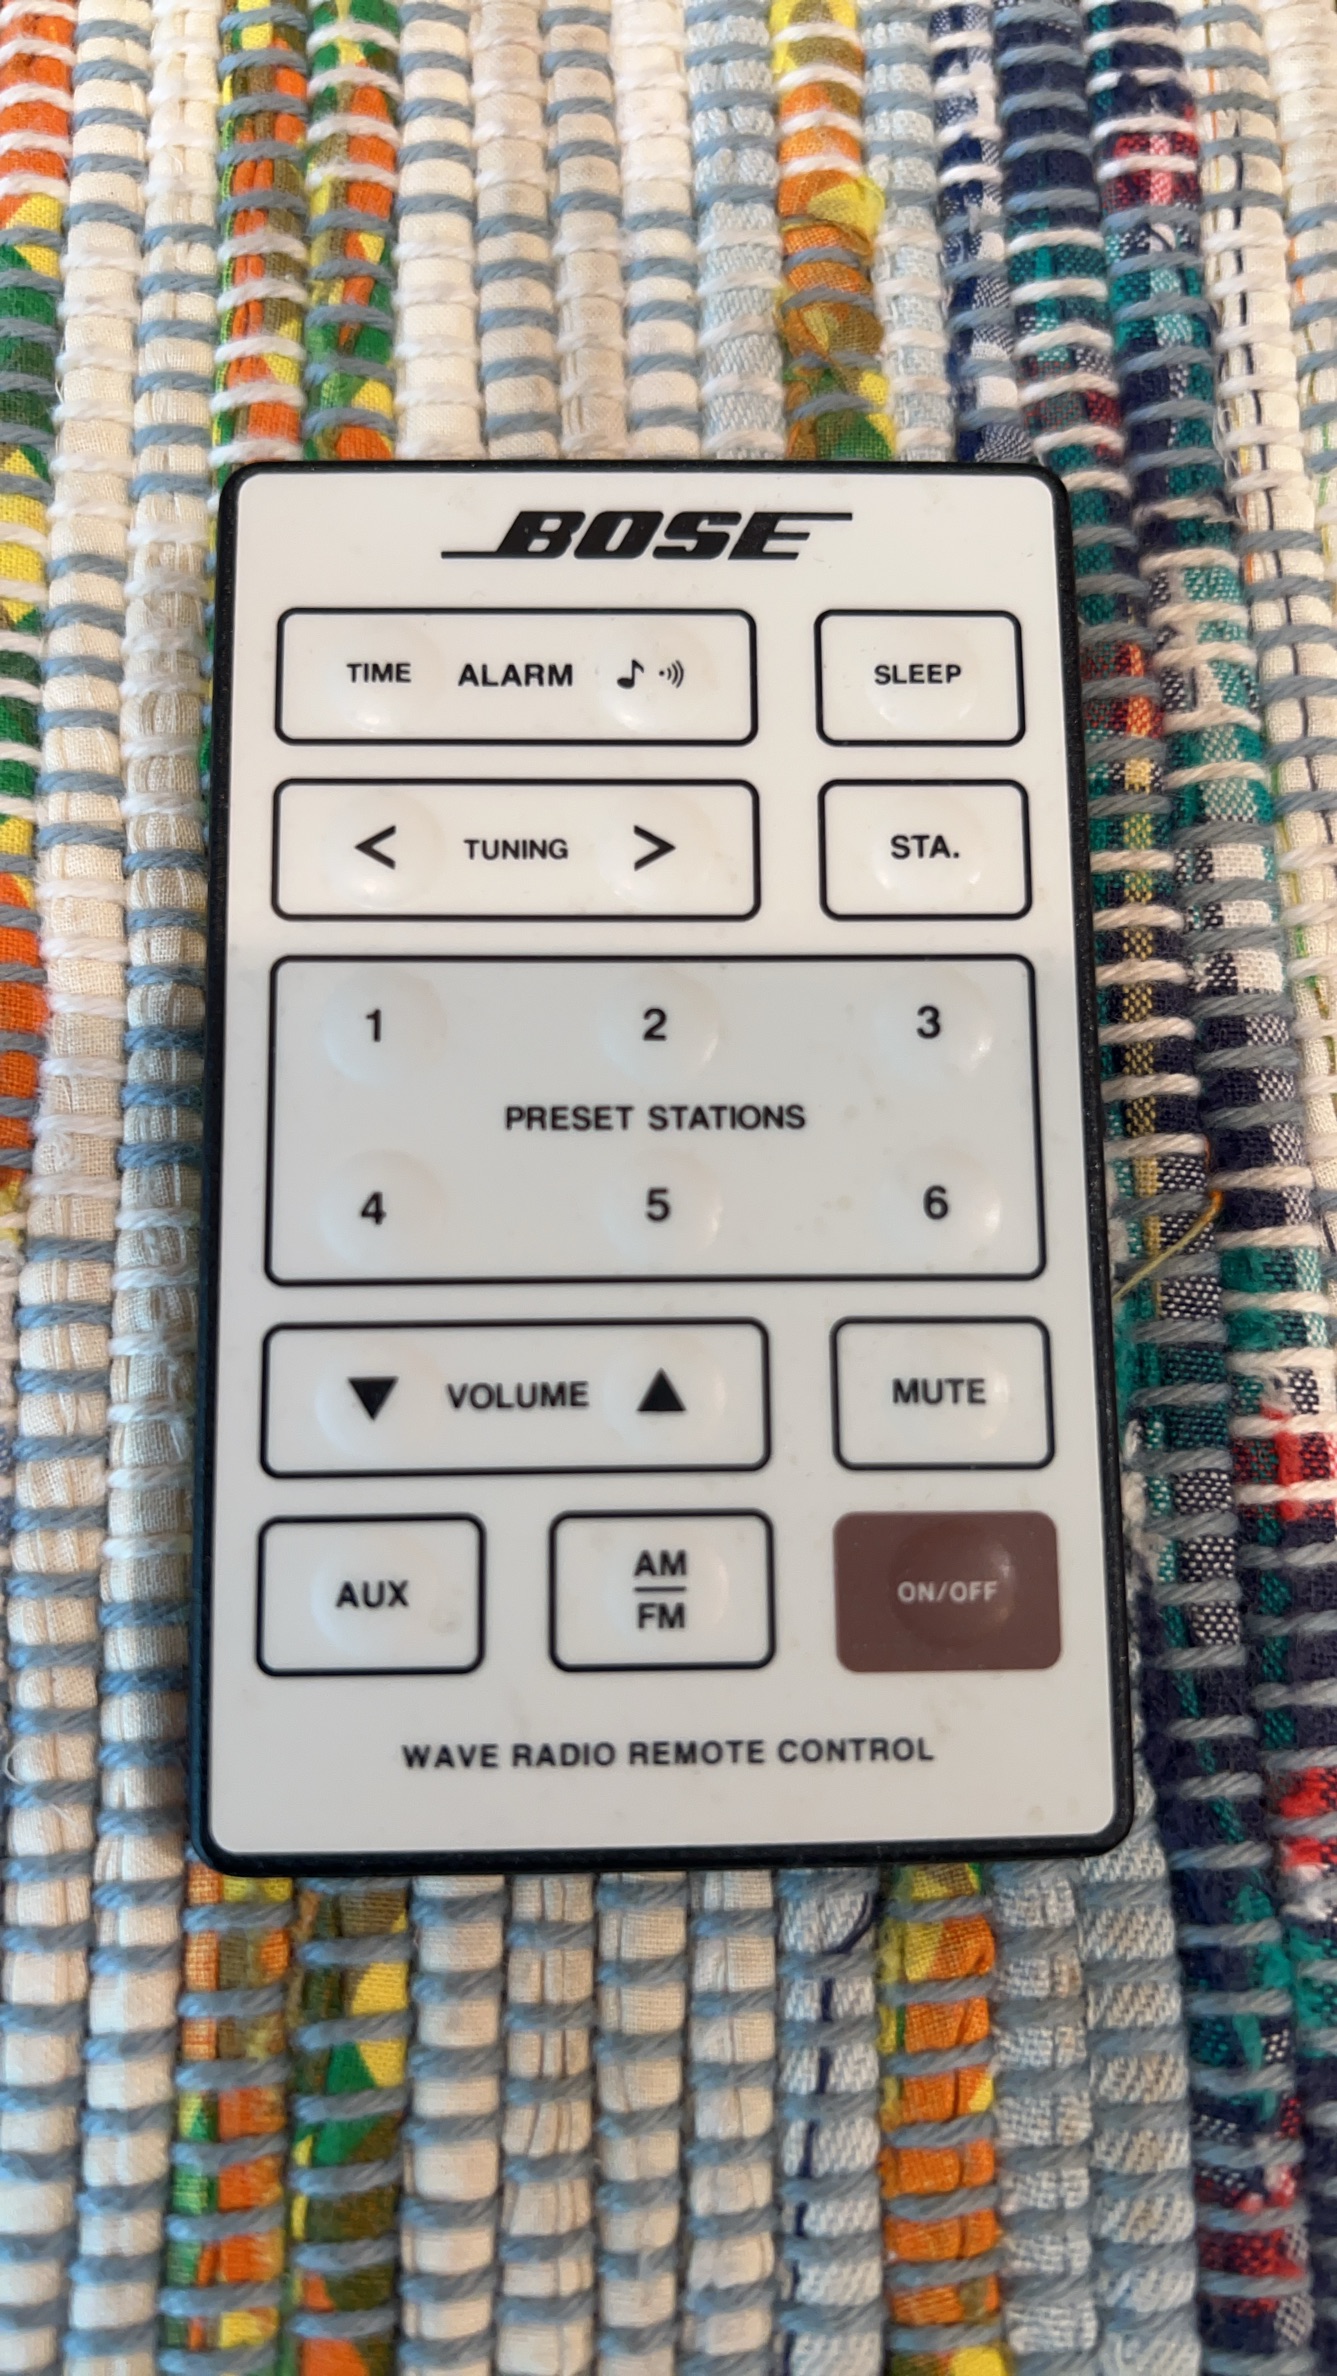 BOSE
TIME ALARM SLEEP
< TUNING > STA.
1 2 3
PRESET STATIONS
4 5 6
▼ VOLUME ▲ MUTE
AUX AM/FM ON/OFF
WAVE RADIO REMOTE CONTROL